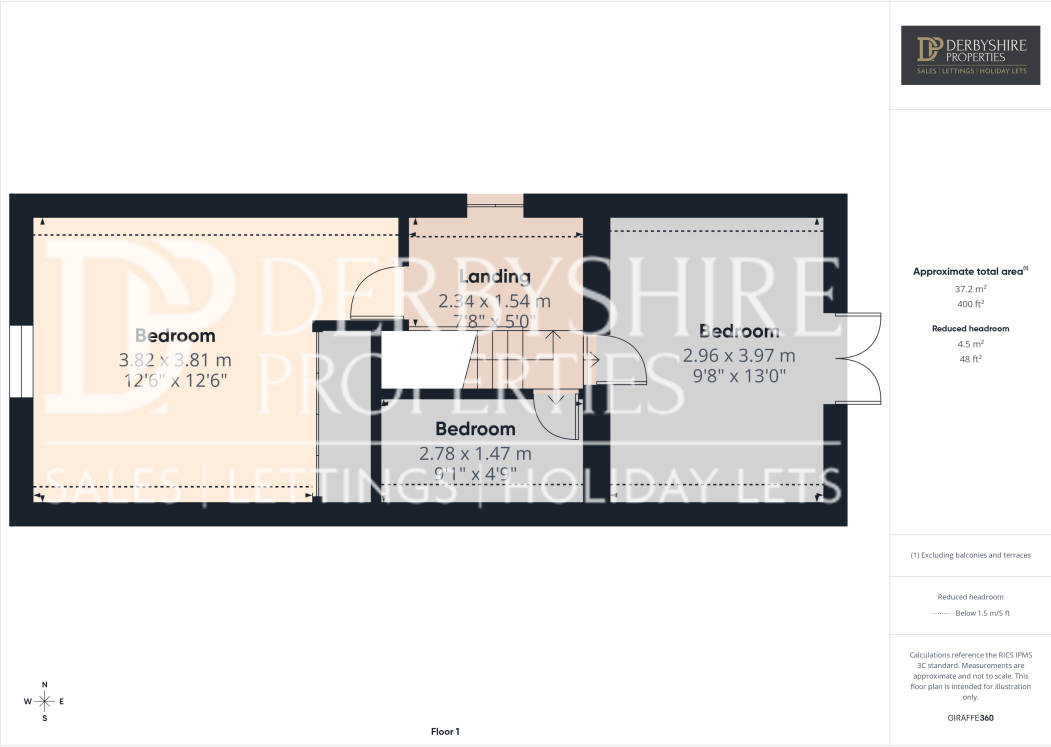 DERBYSHIRE
PROPERTIES
SALES | LETTINGS | HOLIDAY LETS
Approximate total area(1)
37.2 m²
400 ft²
Reduced headroom
4.5 m²
48 ft²
(1) Excluding balconies and terraces
Reduced headroom
Below 1.5 m/5 ft
Calculations reference the RICS IPMS
3C standard. Measurements are
approximate and not to scale. This
floor plan is intended for illustration
only.
GIRAFFE360
Landing
2.34 x 1.54 m
7'8" x 5'0"
Bedroom
3.82 x 3.81 m
12'6" x 12'6"
Bedroom
2.96 x 3.97 m
9'8" x 13'0"
Bedroom
2.78 x 1.47 m
9'1" x 4'9"
DERBYSHIRE
PROPERTIES
SALES | LETTINGS | HOLIDAY LETS
N
W E
S
Floor 1